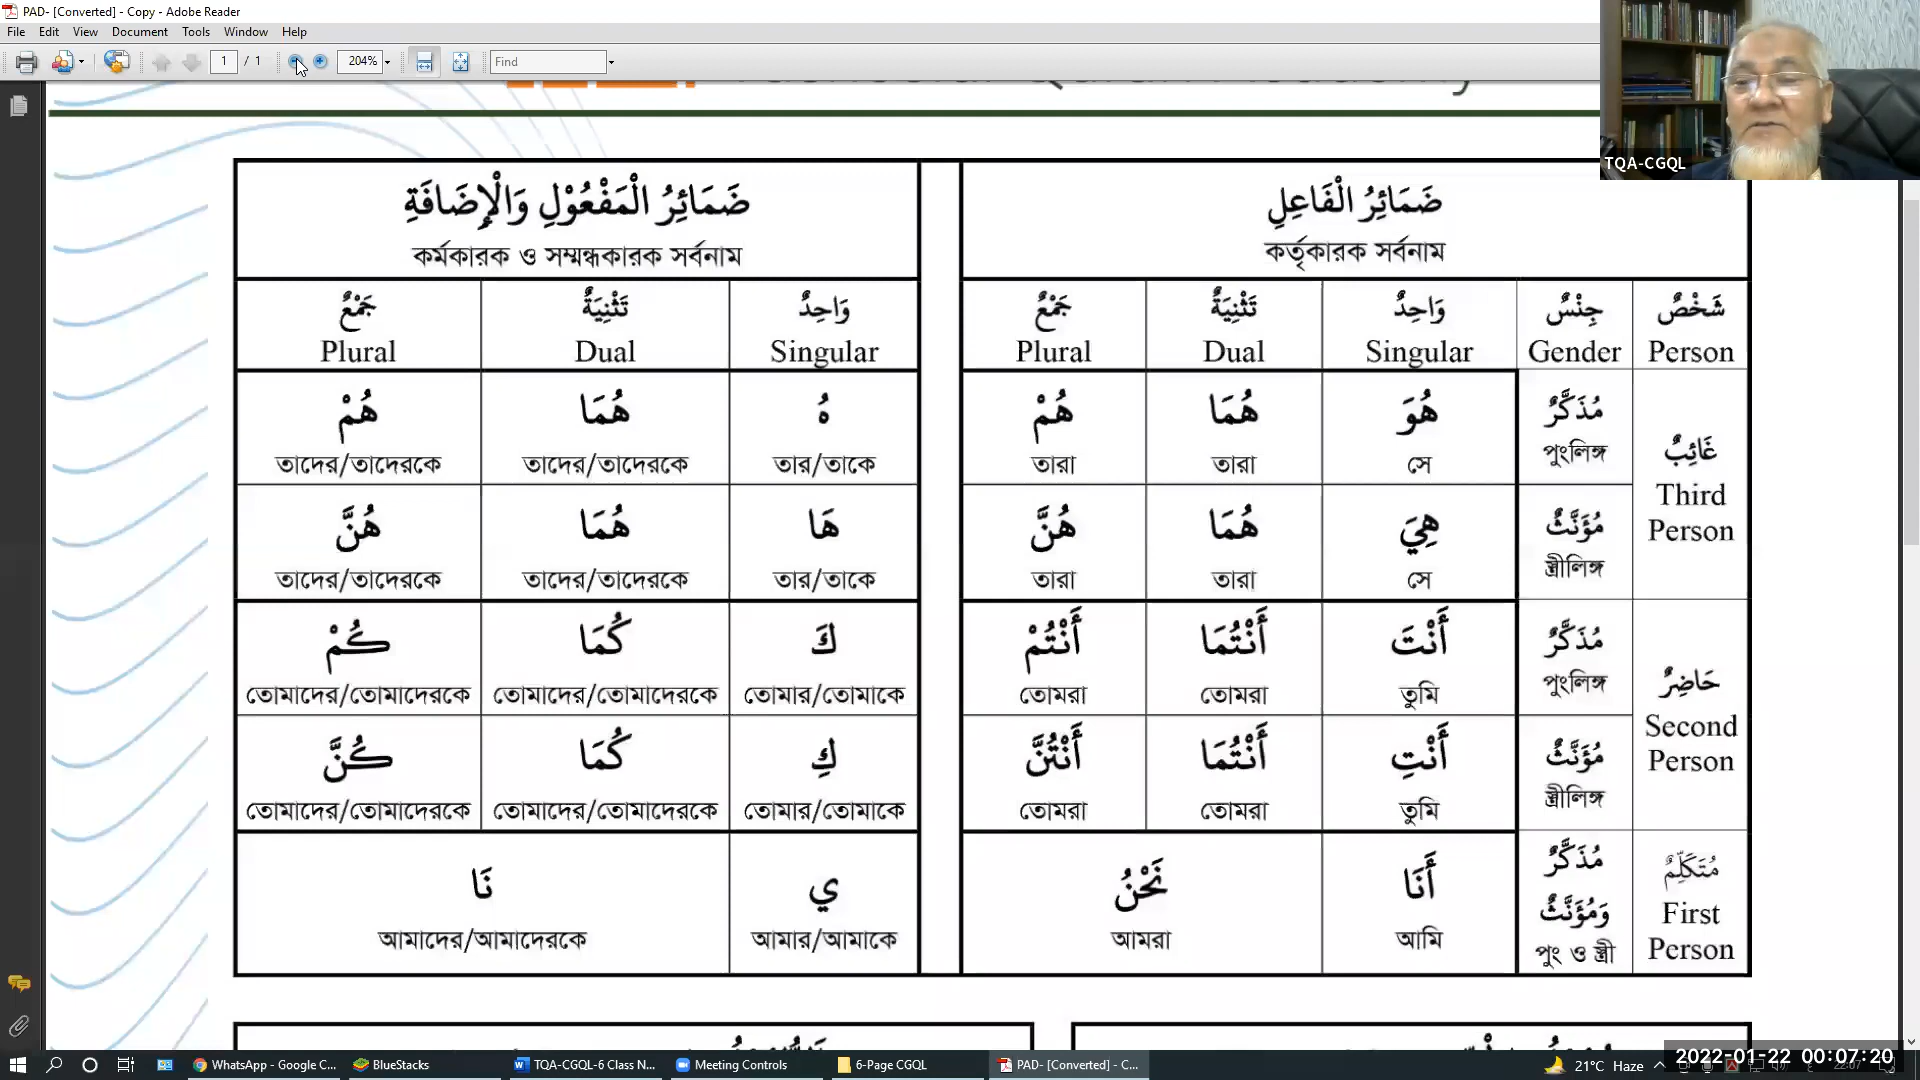 PAD- [Converted] - Copy - Adobe Reader
File Edit View Document Tools Window Help
1 / 1 204% Find
TQA-CGQL
ضَمَائِرُ الْفَاعِلِ
কর্তৃকারক সর্বনাম
شَخْصٌ جِنْسٌ وَاحِدٌ تَثْنِيَةٌ جَمْعٌ
Person Gender Singular Dual Plural
غَائِبٌ
Third
Person
مُذَكَّرٌ هُوَ هُمَا هُمْ
পুংলিঙ্গ সে তারা তারা
مُؤَنَّثٌ هِيَ هُمَا هُنَّ
স্ত্রীলিঙ্গ সে তারা তারা
حَاضِرٌ
Second
Person
مُذَكَّرٌ أَنْتَ أَنْتُمَا أَنْتُمْ
পুংলিঙ্গ তুমি তোমরা তোমরা
مُؤَنَّثٌ أَنْتِ أَنْتُمَا أَنْتُنَّ
স্ত্রীলিঙ্গ তুমি তোমরা তোমরা
مُتَكَلِّمٌ
First
Person
مُذَكَّرٌ
وَمُؤَنَّثٌ
পুং ও স্ত্রী
أَنَا نَحْنُ
আমি আমরা
ضَمَائِرُ الْمَفْعُوْلِ وَالْإِضَافَةِ
কর্মকারক ও সম্মন্ধকারক সর্বনাম
وَاحِدٌ تَثْنِيَةٌ جَمْعٌ
Singular Dual Plural
هُ هُمَا هُمْ
তার/তাকে তাদের/তাদেরকে তাদের/তাদেরকে
هَا هُمَا هُنَّ
তার/তাকে তাদের/তাদেরকে তাদের/তাদেরকে
كَ كُمَا كُمْ
তোমার/তোমাকে তোমাদের/তোমাদেরকে তোমাদের/তোমাদেরকে
كِ كُمَا كُنَّ
তোমার/তোমাকে তোমাদের/তোমাদেরকে তোমাদের/তোমাদেরকে
ي نَا
আমার/আমাকে আমাদের/আমাদেরকে
WhatsApp - Google C... BlueStacks TQA-CGQL-6 Class N... Meeting Controls 6-Page CGQL PAD- [Converted] - C... 21°C Haze
2022-01-22 00:07:20